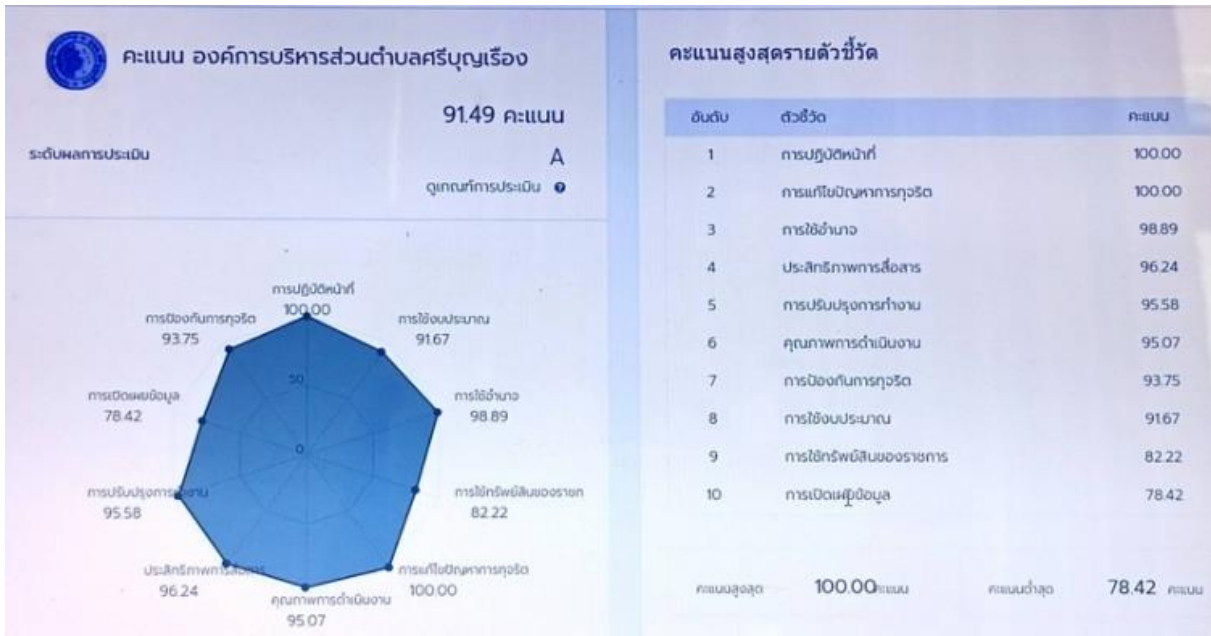 คะแนน องค์การบริหารส่วนตำบลศรีบุญเรือง
91.49 คะแนน
ระดับผลการประเมิน
A
ดูเกณฑ์การประเมิน
การปฏิบัติหน้าที่
100.00
การป้องกันการทุจริต
93.75
การใช้งบประมาณ
91.67
50
การเปิดเผยข้อมูล
78.42
การใช้อำนาจ
98.89
0
การปรับปรุงการทำงาน
95.58
การใช้ทรัพย์สินของราชก
82.22
ประสิทธิภาพการสื่อสาร
96.24
การแก้ไขปัญหาการทุจริต
100.00
คุณภาพการดำเนินงาน
95.07
คะแนนสูงสุดรายตัวชี้วัด
อันดับ ตัวชี้วัด คะแนน
1 การปฏิบัติหน้าที่ 100.00
2 การแก้ไขปัญหาการทุจริต 100.00
3 การใช้อำนาจ 98.89
4 ประสิทธิภาพการสื่อสาร 96.24
5 การปรับปรุงการทำงาน 95.58
6 คุณภาพการดำเนินงาน 95.07
7 การป้องกันการทุจริต 93.75
8 การใช้งบประมาณ 91.67
9 การใช้ทรัพย์สินของราชการ 82.22
10 การเปิดเผยข้อมูล 78.42
คะแนนสูงสุด 100.00 คะแนน คะแนนต่ำสุด 78.42 คะแนน